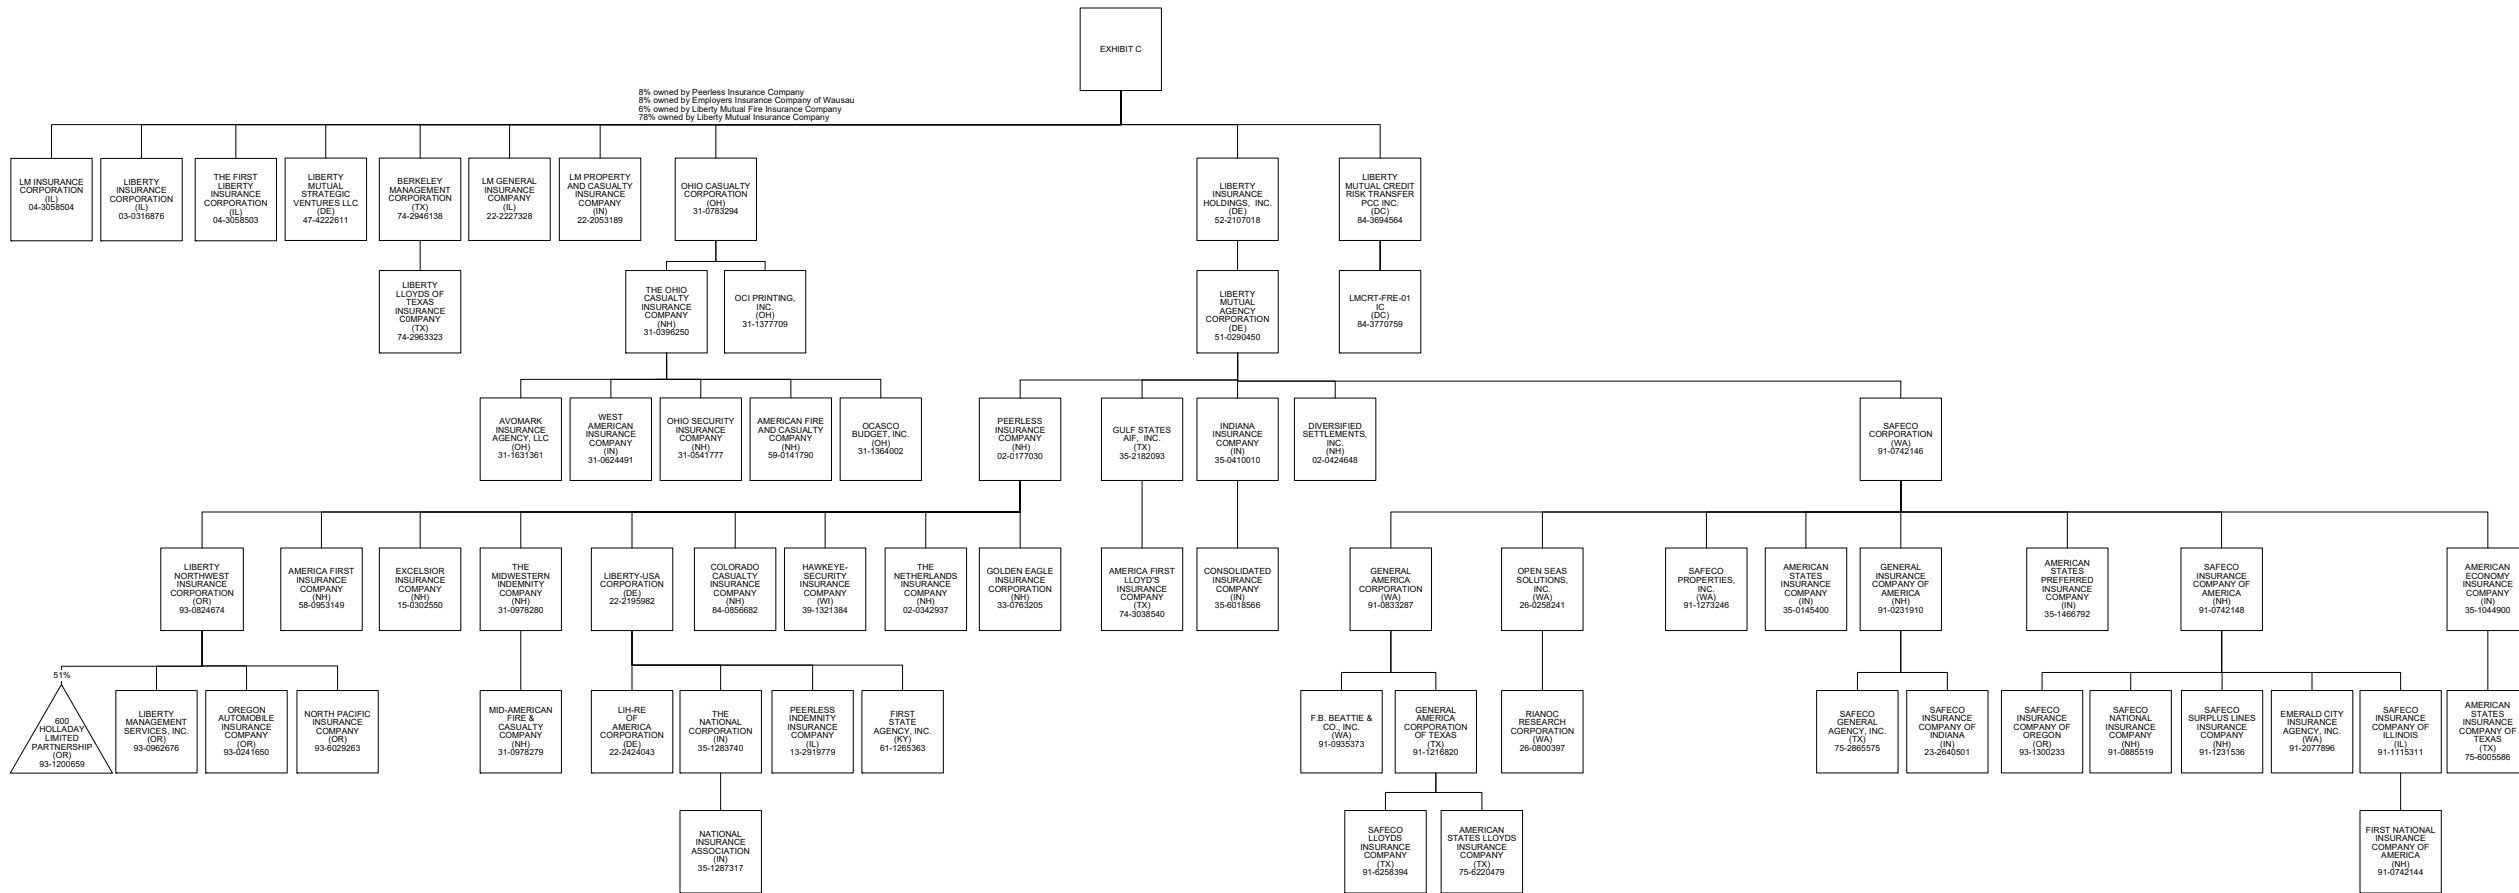 EXHIBIT C
8% owned by Peerless Insurance Company
8% owned by Employers Insurance Company of Wausau
6% owned by Liberty Mutual Fire Insurance Company
78% owned by Liberty Mutual Insurance Company
LM INSURANCE
CORPORATION
(IL)
04-3058504
LIBERTY
INSURANCE
CORPORATION
(IL)
03-0316876
THE FIRST
LIBERTY
INSURANCE
CORPORATION
(IL)
04-3058503
LIBERTY
MUTUAL
STRATEGIC
VENTURES LLC
(DE)
47-4222611
BERKELEY
MANAGEMENT
CORPORATION
(TX)
74-2946138
LM GENERAL
INSURANCE
COMPANY
(IL)
22-2227328
LM PROPERTY
AND CASUALTY
INSURANCE
COMPANY
(IN)
22-2053189
OHIO CASUALTY
CORPORATION
(OH)
31-0783294
LIBERTY
INSURANCE
HOLDINGS, INC.
(DE)
52-2107018
LIBERTY
MUTUAL CREDIT
RISK TRANSFER
PCC INC.
(DC)
84-3694564
LIBERTY
LLOYDS OF
TEXAS
INSURANCE
C0MPANY
(TX)
74-2963323
THE OHIO
CASUALTY
INSURANCE
COMPANY
(NH)
31-0396250
OCI PRINTING,
INC.
(OH)
31-1377709
LIBERTY
MUTUAL
AGENCY
CORPORATION
(DE)
51-0290450
LMCRT-FRE-01
IC
(DC)
84-3770759
AVOMARK
INSURANCE
AGENCY, LLC
(OH)
31-1631361
WEST
AMERICAN
INSURANCE
COMPANY
(IN)
31-0624491
OHIO SECURITY
INSURANCE
COMPANY
(NH)
31-0541777
AMERICAN FIRE
AND CASUALTY
COMPANY
(NH)
59-0141790
OCASCO
BUDGET, INC.
(OH)
31-1364002
PEERLESS
INSURANCE
COMPANY
(NH)
02-0177030
GULF STATES
AIF, INC.
(TX)
35-2182093
INDIANA
INSURANCE
COMPANY
(IN)
35-0410010
DIVERSIFIED
SETTLEMENTS,
INC.
(NH)
02-0424648
SAFECO
CORPORATION
(WA)
91-0742146
LIBERTY
NORTHWEST
INSURANCE
CORPORATION
(OR)
93-0824674
AMERICA FIRST
INSURANCE
COMPANY
(NH)
58-0953149
EXCELSIOR
INSURANCE
COMPANY
(NH)
15-0302550
THE
MIDWESTERN
INDEMNITY
COMPANY
(NH)
31-0978280
LIBERTY-USA
CORPORATION
(DE)
22-2195982
COLORADO
CASUALTY
INSURANCE
COMPANY
(NH)
84-0856682
HAWKEYE-
SECURITY
INSURANCE
COMPANY
(WI)
39-1321384
THE
NETHERLANDS
INSURANCE
COMPANY
(NH)
02-0342937
GOLDEN EAGLE
INSURANCE
CORPORATION
(NH)
33-0763205
AMERICA FIRST
LLOYD'S
INSURANCE
COMPANY
(TX)
74-3038540
CONSOLIDATED
INSURANCE
COMPANY
(IN)
35-6018566
GENERAL
AMERICA
CORPORATION
(WA)
91-0833287
OPEN SEAS
SOLUTIONS,
INC.
(WA)
26-0258241
SAFECO
PROPERTIES,
INC.
(WA)
91-1273246
AMERICAN
STATES
INSURANCE
COMPANY
(IN)
35-0145400
GENERAL
INSURANCE
COMPANY OF
AMERICA
(NH)
91-0231910
AMERICAN
STATES
PREFERRED
INSURANCE
COMPANY
(IN)
35-1466792
SAFECO
INSURANCE
COMPANY OF
AMERICA
(NH)
91-0742148
AMERICAN
ECONOMY
INSURANCE
COMPANY
(IN)
35-1044900
51%
600
HOLLADAY
LIMITED
PARTNERSHIP
(OR)
93-1200659
LIBERTY
MANAGEMENT
SERVICES, INC.
(OR)
93-0962676
OREGON
AUTOMOBILE
INSURANCE
COMPANY
(OR)
93-0241650
NORTH PACIFIC
INSURANCE
COMPANY
(OR)
93-6029263
MID-AMERICAN
FIRE &
CASUALTY
COMPANY
(NH)
31-0978279
LIH-RE
OF
AMERICA
CORPORATION
(DE)
22-2424043
THE
NATIONAL
CORPORATION
(IN)
35-1283740
PEERLESS
INDEMNITY
INSURANCE
COMPANY
(IL)
13-2919779
FIRST
STATE
AGENCY, INC.
(KY)
61-1265363
F.B. BEATTIE &
CO., INC.
(WA)
91-0935373
GENERAL
AMERICA
CORPORATION
OF TEXAS
(TX)
91-1216820
RIANOC
RESEARCH
CORPORATION
(WA)
26-0800397
SAFECO
GENERAL
AGENCY, INC.
(TX)
75-2865575
SAFECO
INSURANCE
COMPANY OF
INDIANA
(IN)
23-2640501
SAFECO
INSURANCE
COMPANY OF
OREGON
(OR)
93-1300233
SAFECO
NATIONAL
INSURANCE
COMPANY
(NH)
91-0885519
SAFECO
SURPLUS LINES
INSURANCE
COMPANY
(NH)
91-1231536
EMERALD CITY
INSURANCE
AGENCY, INC.
(WA)
91-2077896
SAFECO
INSURANCE
COMPANY OF
ILLINOIS
(IL)
91-1115311
AMERICAN
STATES
INSURANCE
COMPANY OF
TEXAS
(TX)
75-6005586
NATIONAL
INSURANCE
ASSOCIATION
(IN)
35-1287317
SAFECO
LLOYDS
INSURANCE
COMPANY
(TX)
91-6258394
AMERICAN
STATES LLOYDS
INSURANCE
COMPANY
(TX)
75-6220479
FIRST NATIONAL
INSURANCE
COMPANY OF
AMERICA
(NH)
91-0742144